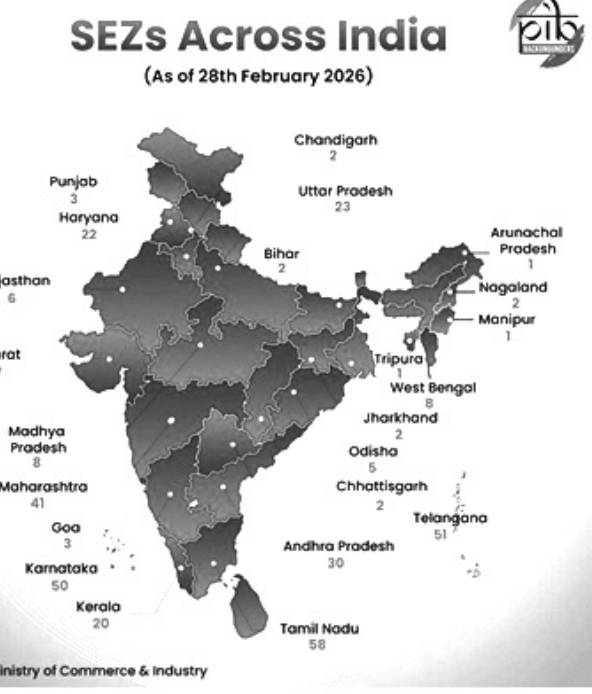 SEZs Across India
pib
BACKGROUNDERS
(As of 28th February 2026)
Chandigarh
2
Punjab
3
Uttar Pradesh
23
Haryana
22
Bihar
2
Arunachal
Pradesh
1
jasthan
6
Nagaland
2
Manipur
1
rat
Tripura
1
West Bengal
8
Jharkhand
2
Madhya
Pradesh
8
Odisha
5
Maharashtra
41
Chhattisgarh
2
Telangana
51
Goa
3
Andhra Pradesh
30
Karnataka
50
Kerala
20
Tamil Nadu
58
inistry of Commerce & Industry